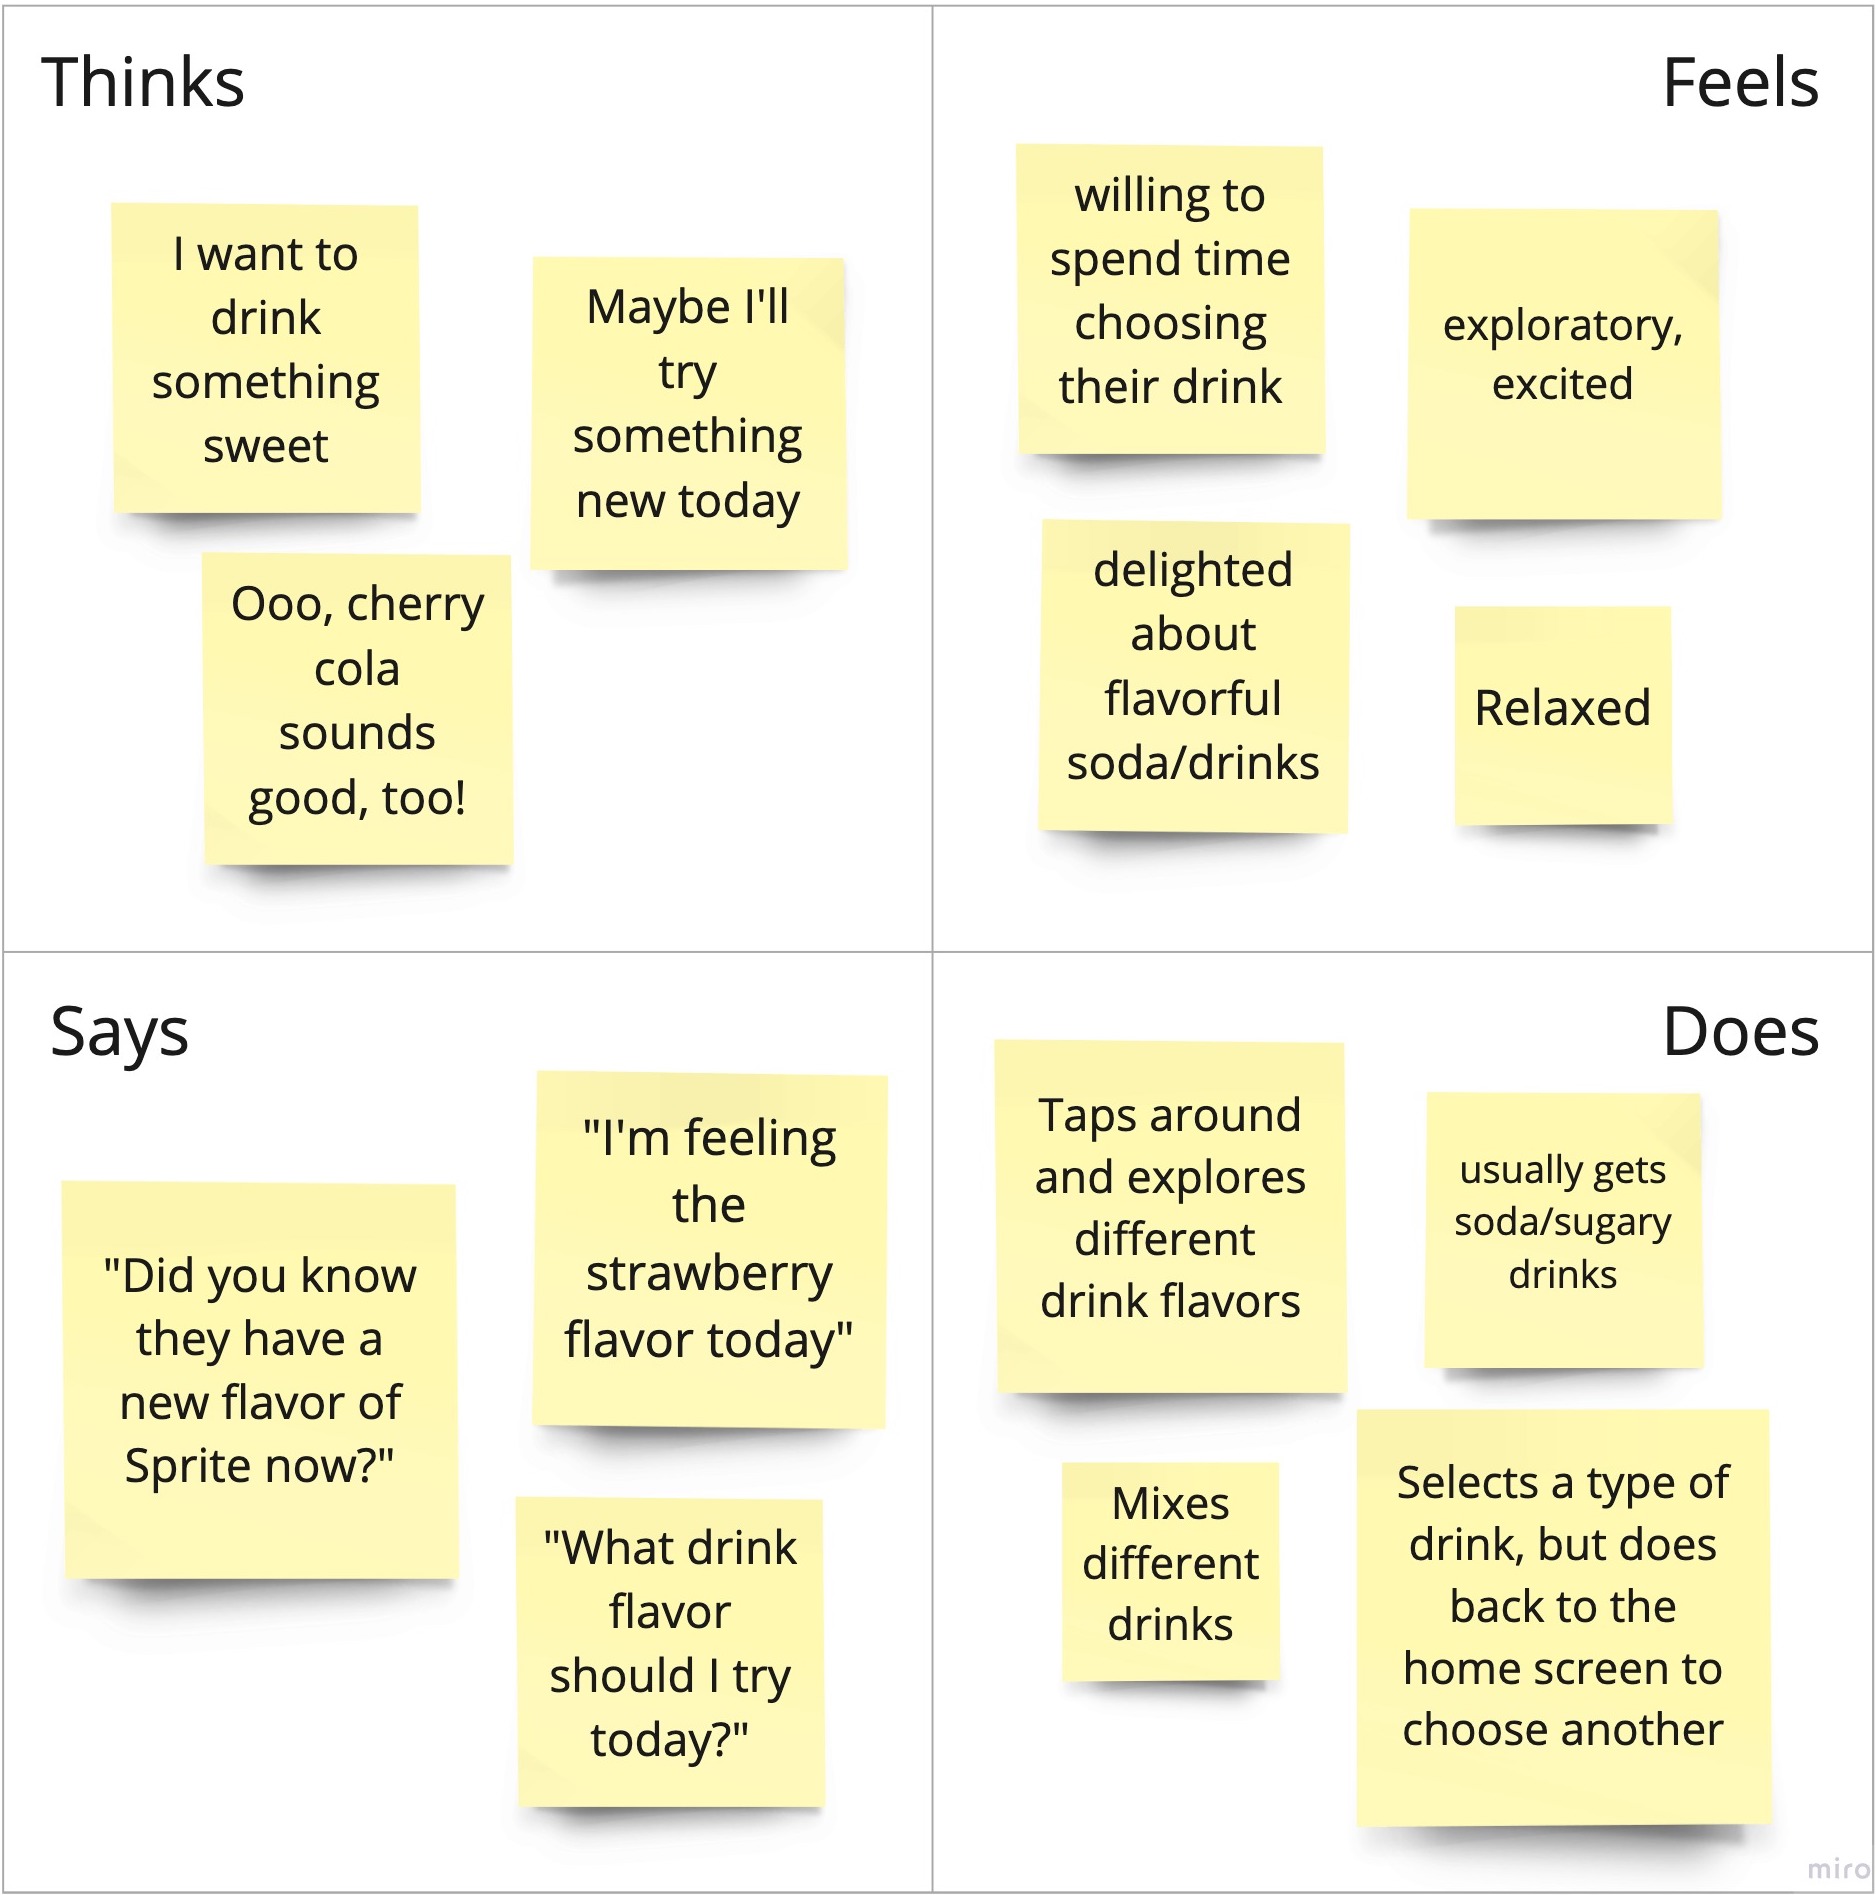 Thinks
I want to
drink
something
sweet
Maybe I'll
try
something
new today
Ooo, cherry
cola
sounds
good, too!
Feels
willing to
spend time
choosing
their drink
exploratory,
excited
delighted
about
flavorful
soda/drinks
Relaxed
Says
"Did you know
they have a
new flavor of
Sprite now?"
"I'm feeling
the
strawberry
flavor today"
"What drink
flavor
should I try
today?"
Does
Taps around
and explores
different
drink flavors
usually gets
soda/sugary
drinks
Mixes
different
drinks
Selects a type of
drink, but does
back to the
home screen to
choose another
miro